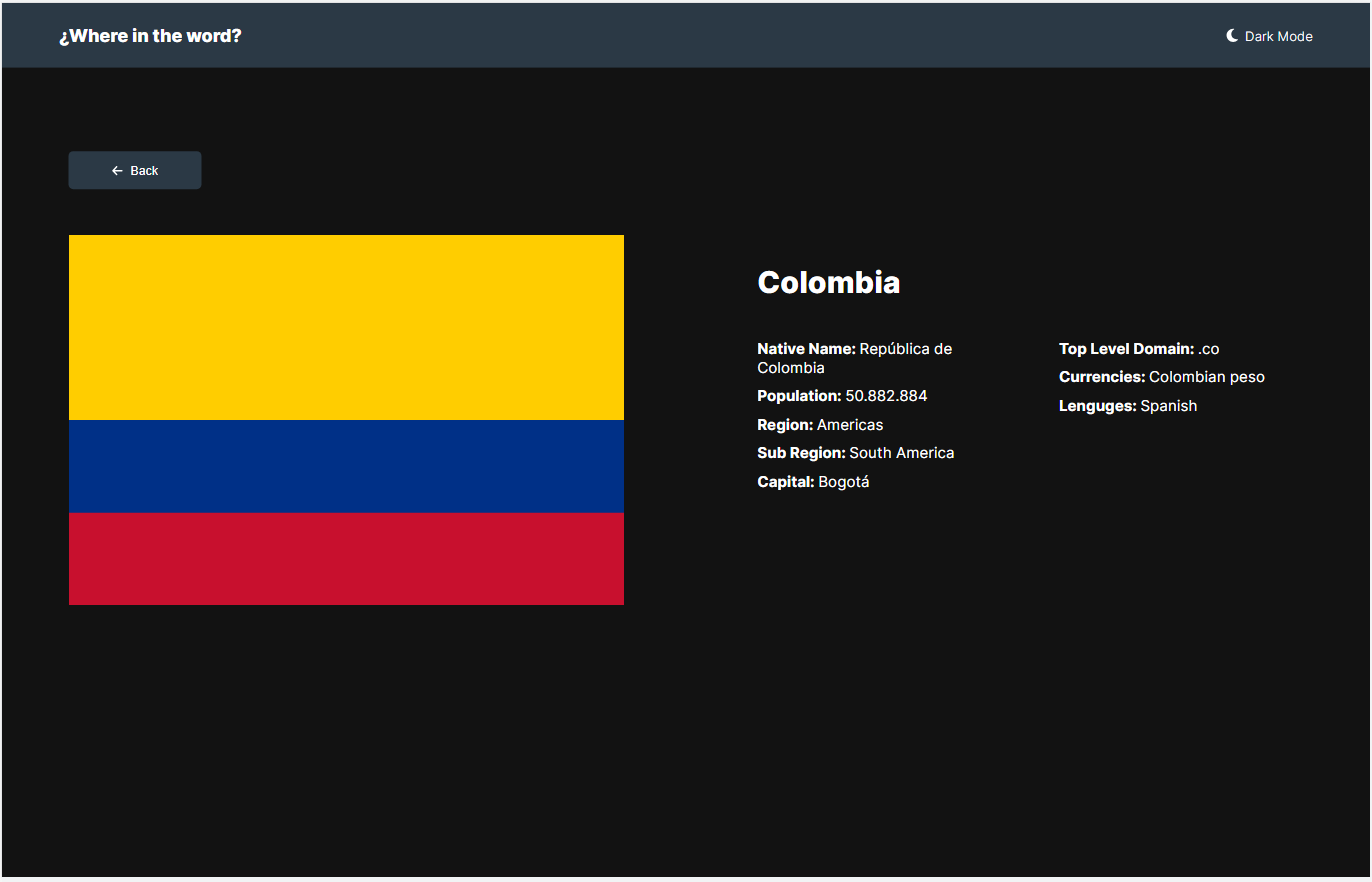 ¿Where in the word?
Dark Mode
Back
Colombia
Native Name: República de
Colombia
Population: 50.882.884
Region: Americas
Sub Region: South America
Capital: Bogotá
Top Level Domain: .co
Currencies: Colombian peso
Lenguges: Spanish